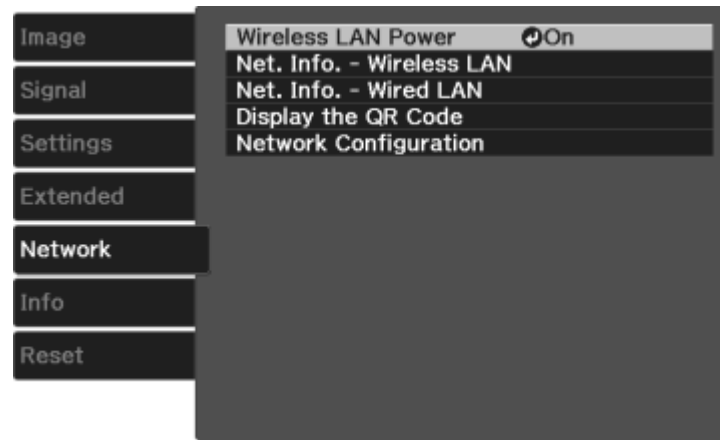 Image
Signal
Settings
Extended
Network
Info
Reset
Wireless LAN Power On
Net. Info. - Wireless LAN
Net. Info. - Wired LAN
Display the QR Code
Network Configuration